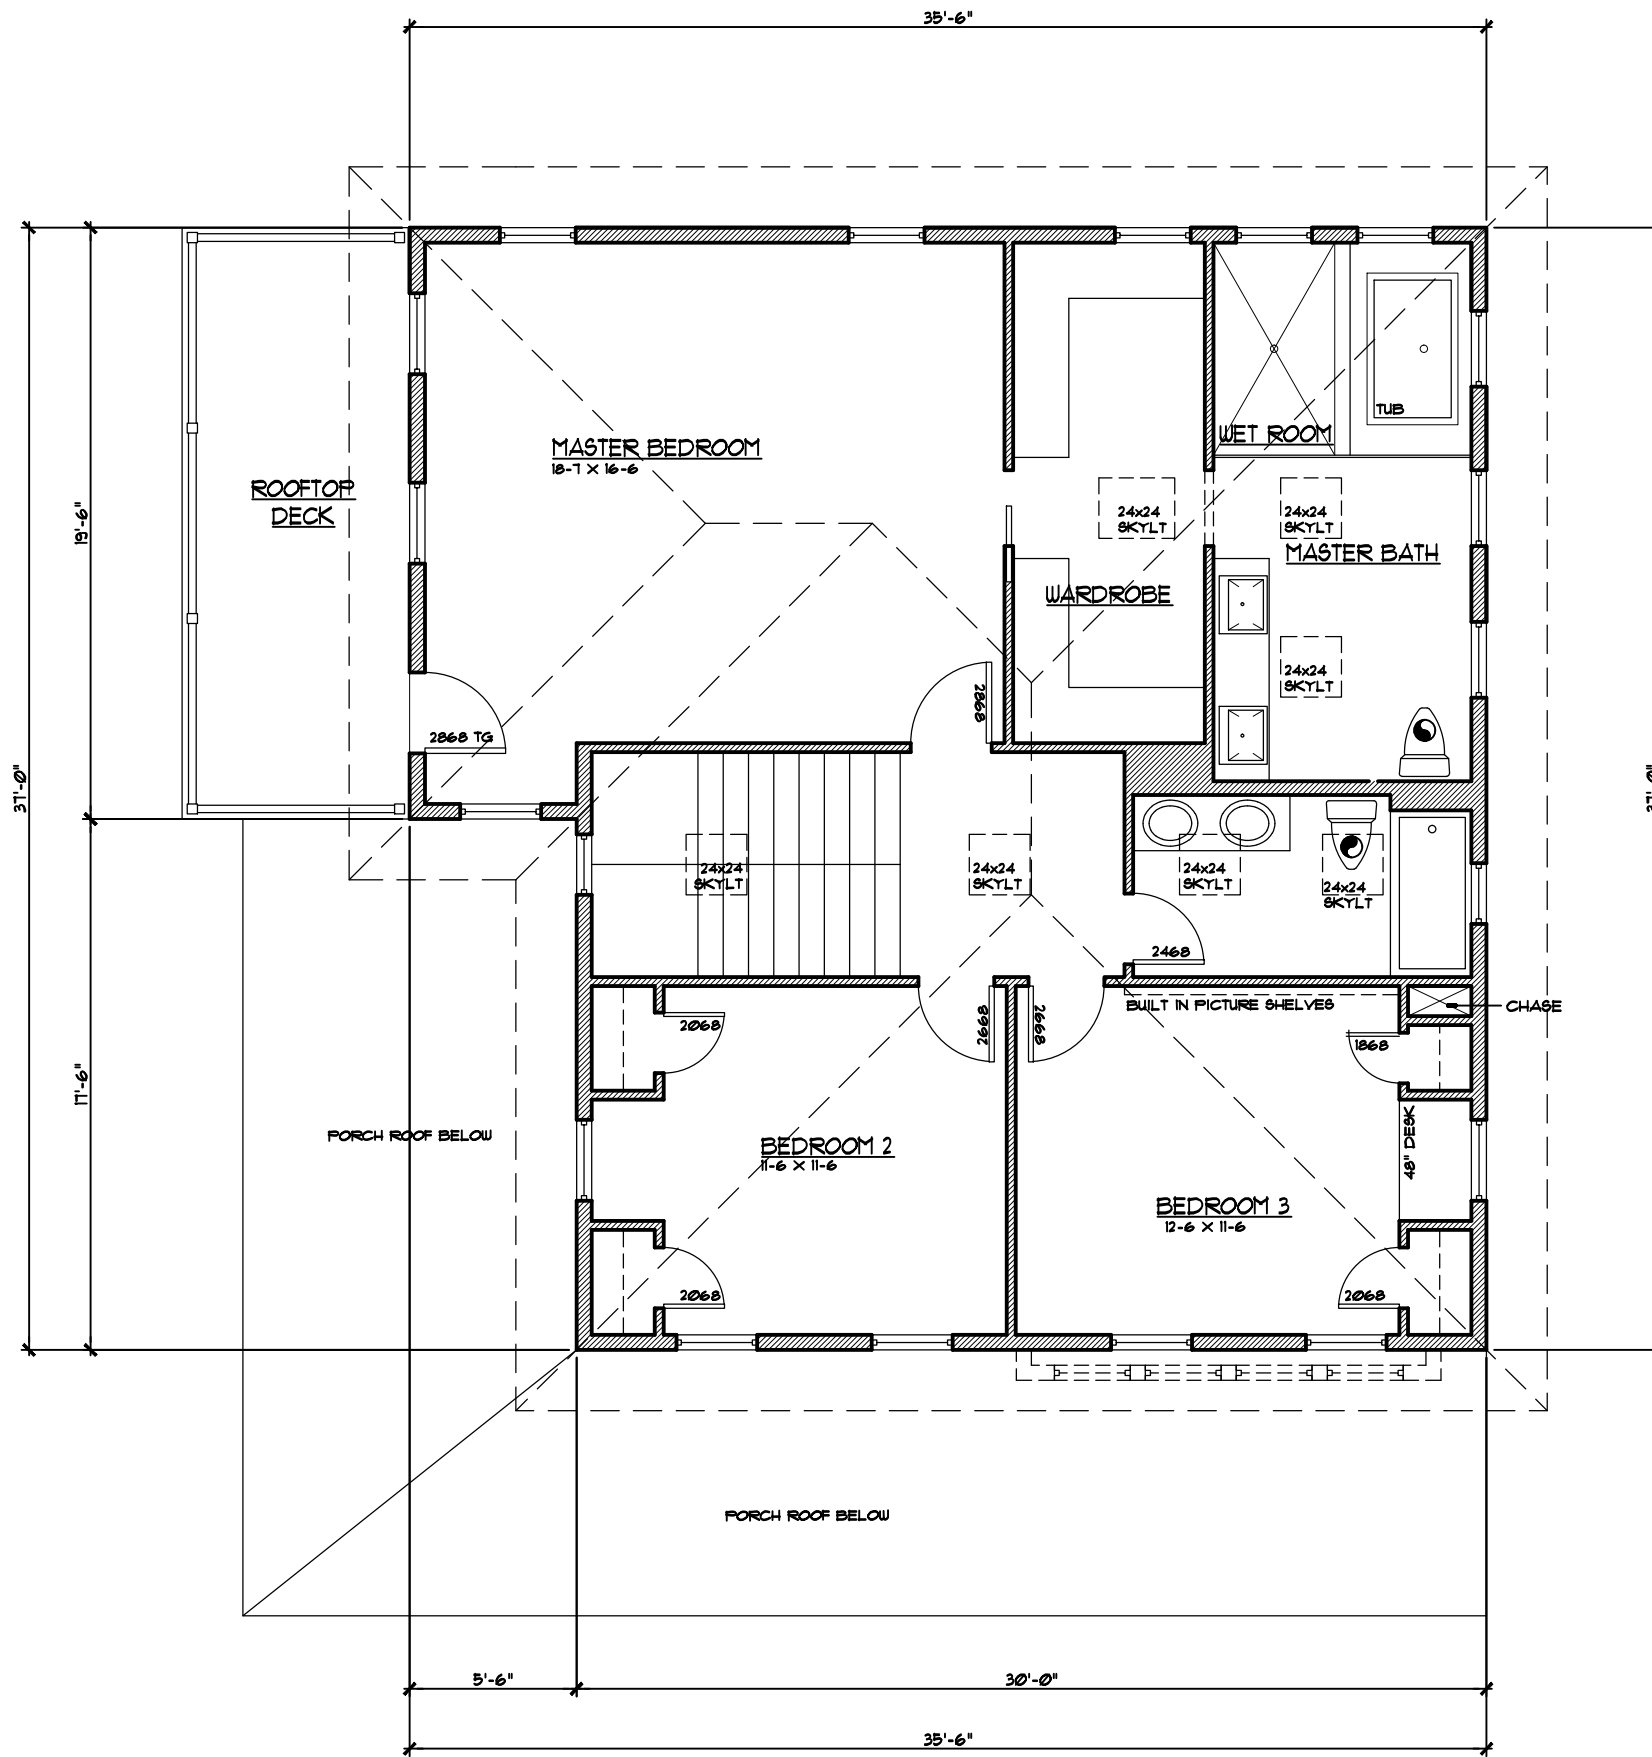 35'-6"
MASTER BEDROOM
18-7 X 16-6
ROOFTOP
DECK
TUB
WET ROOM
24x24
SKYLT
24x24
SKYLT
MASTER BATH
WARDROBE
24x24
SKYLT
19'-6"
37'-0"
2868 TG
2868
24x24
SKYLT
24x24
SKYLT
24x24
SKYLT
24x24
SKYLT
2468
2068
2668
2668
BUILT IN PICTURE SHELVES
CHASE
1868
17'-6"
PORCH ROOF BELOW
BEDROOM 2
11-6 X 11-6
48" DESK
BEDROOM 3
12-6 X 11-6
2068
2068
PORCH ROOF BELOW
5'-6"
30'-0"
35'-6"